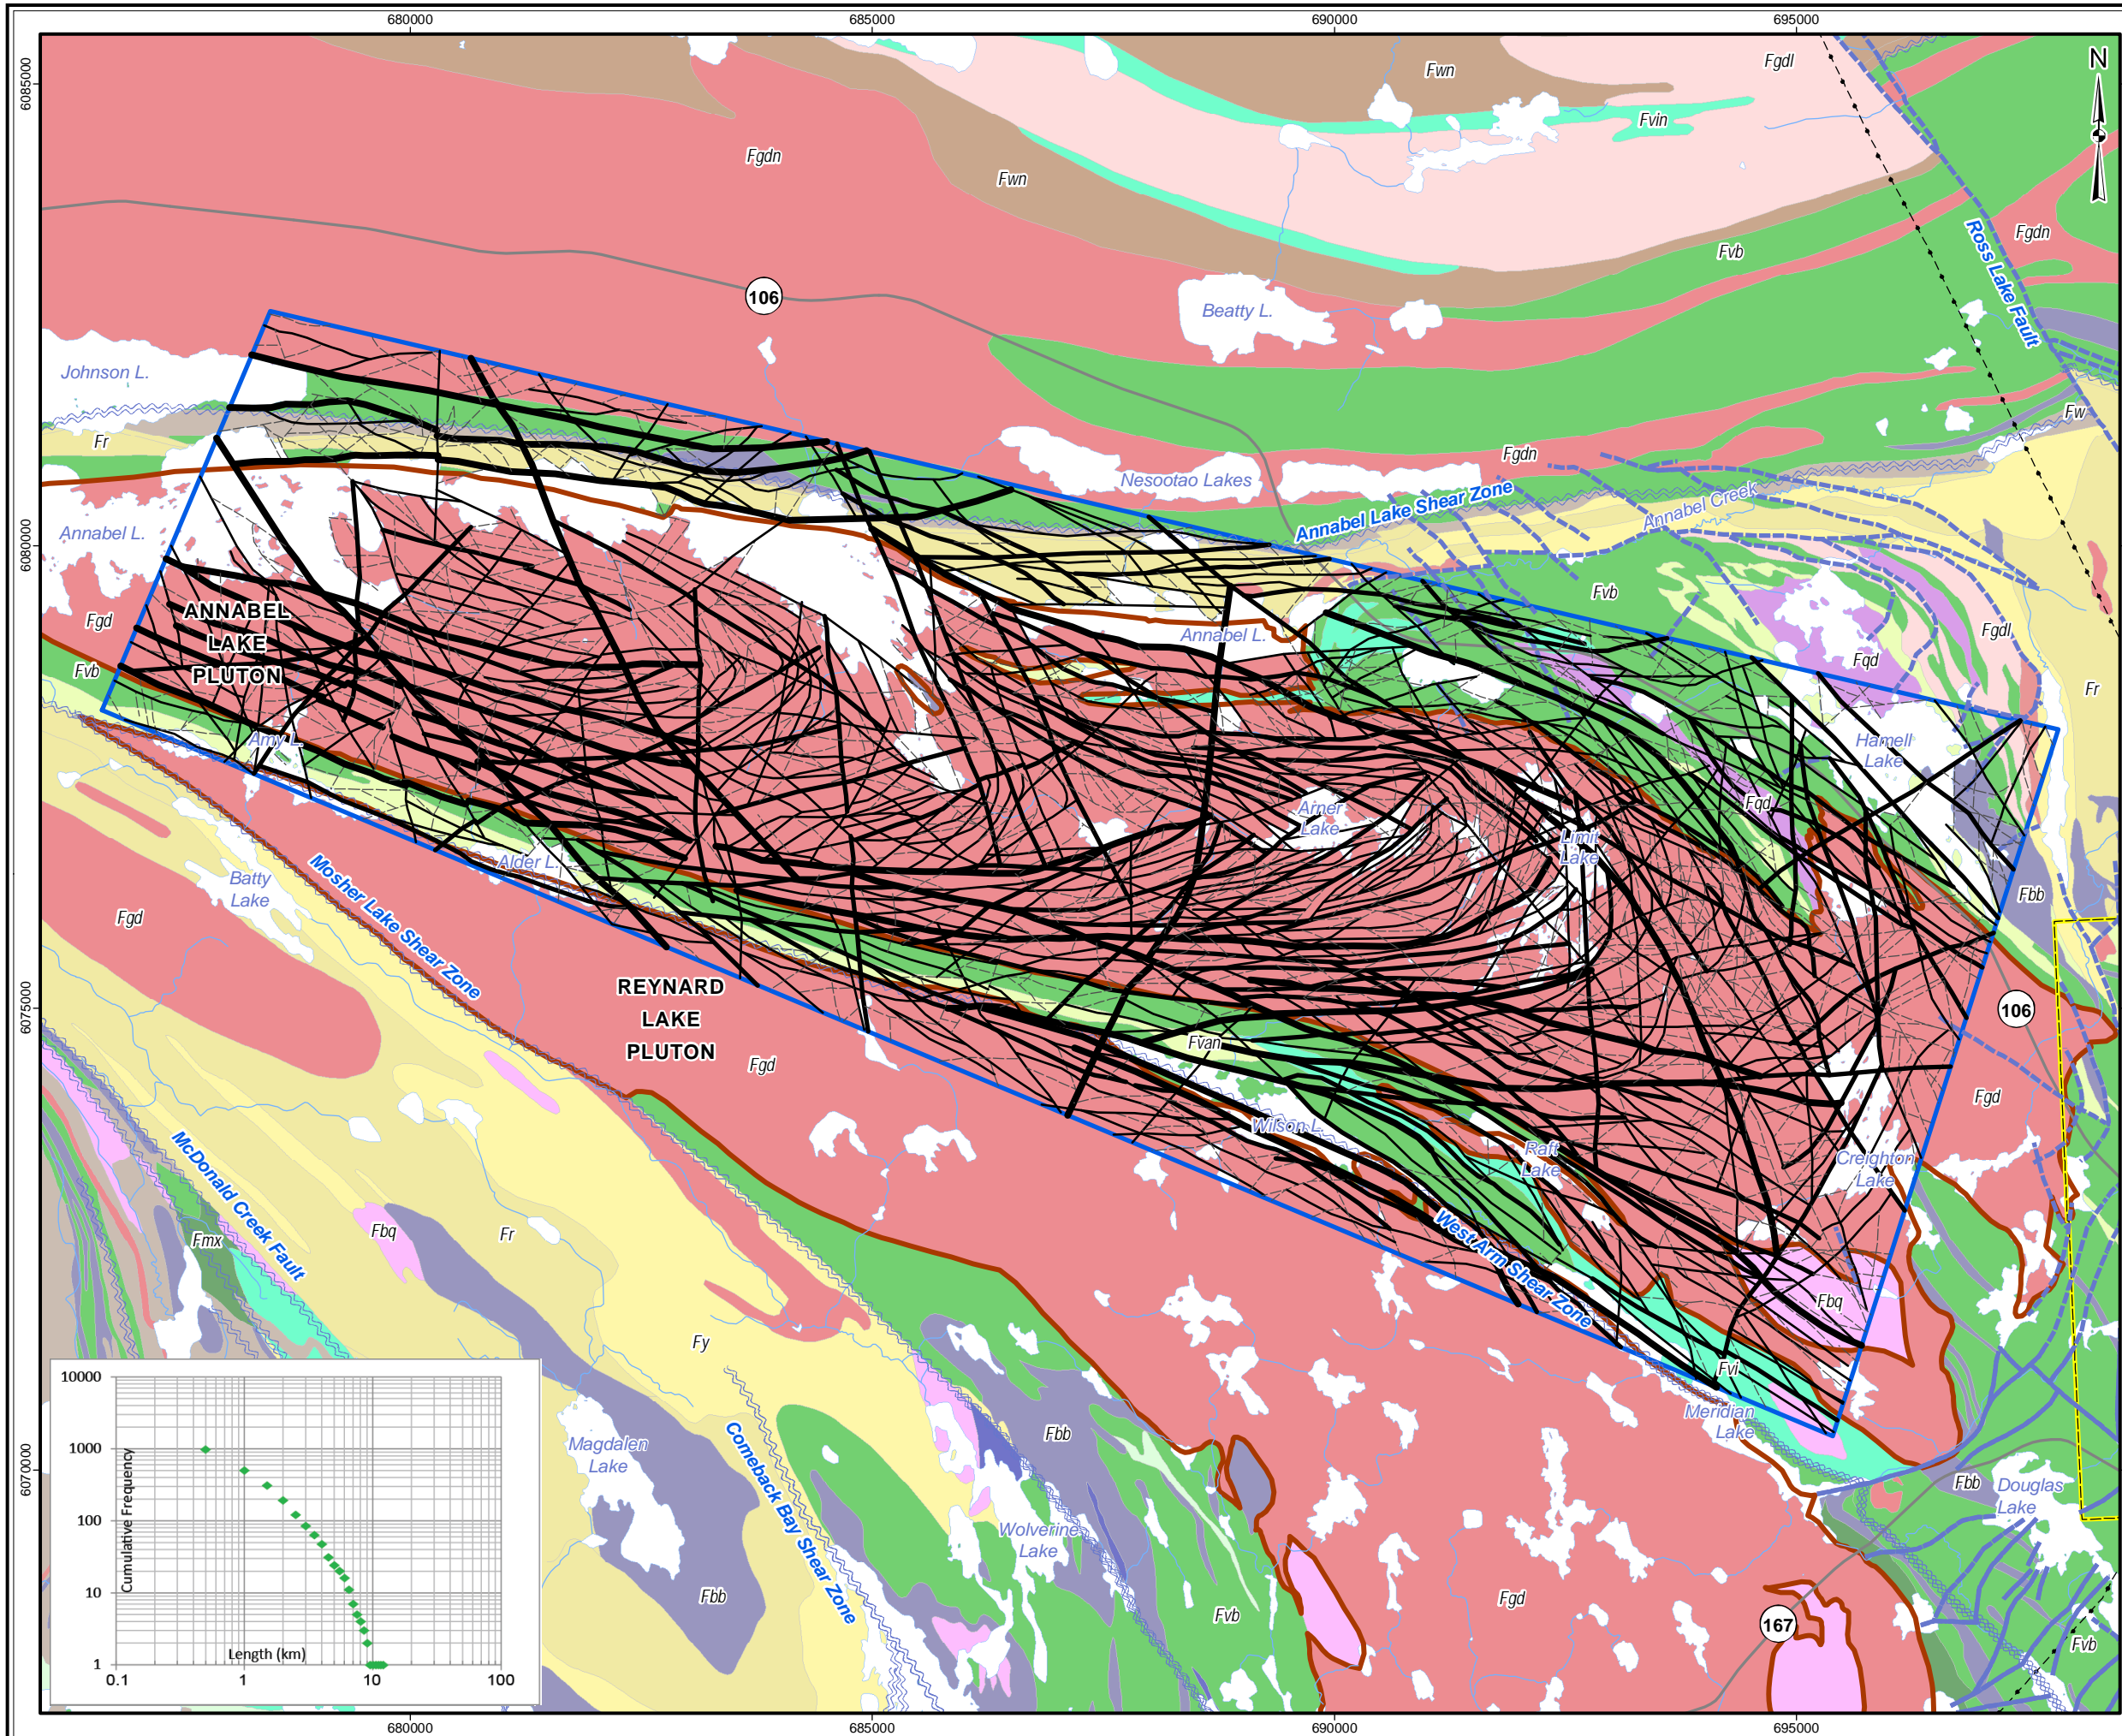 680000
685000
690000
695000
6085000
Fwn
Fgdl
N
Fvin
Fgdn
Fwn
Fgdn
Fvb
Ross Lake Fault
106
Beatty L.
Johnson L.
Fw
Fr
Fgdn
Nesootao Lakes
Annabel Lake Shear Zone
Annabel Creek
6080000
Annabel L.
Fvb
ANNABEL
LAKE
PLUTON
Fgd
Annabel L.
Fgdl
Fqd
Fvb
Fr
Amy L.
Hamell
Lake
Arner
Lake
Fqd
Limit
Lake
Alder L.
Mosher Lake Shear Zone
Batty
Lake
Fbb
Fgd
REYNARD
LAKE
PLUTON
6075000
106
Fvan
Fgd
Fgd
Wilson L.
Raft
Lake
Creighton
Lake
McDonald Creek Fault
Fbq
Fr
Fmx
West Arm Shear Zone
Fbq
Fy
Fvi
Meridian
Lake
Magdalen
Lake
Comeback Bay Shear Zone
Fbb
6070000
Fbb
Douglas
Lake
Wolverine
Lake
Fbb
Fvb
Fgd
167
Fvb
10000
1000
100
10
1
Cumulative Frequency
Length (km)
0.1
1
10
100
680000
685000
690000
695000